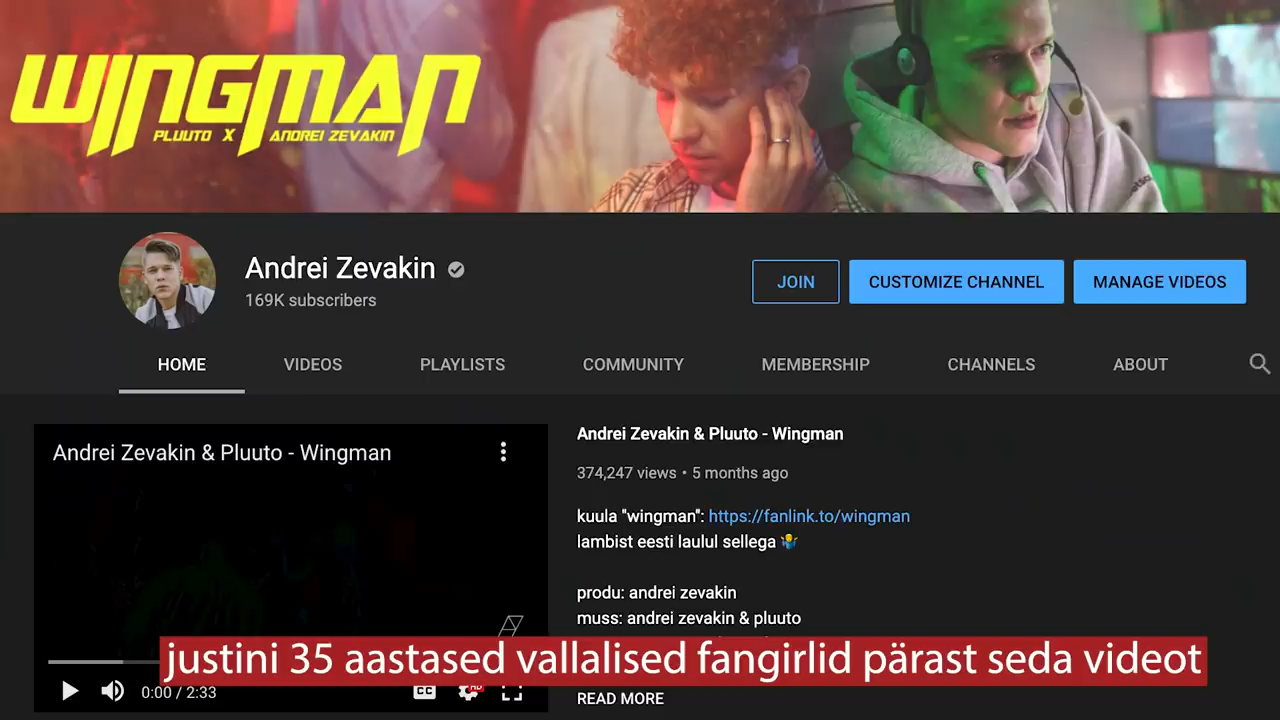 WINGMAN
PLUUTO X ANDREI ZEVAKIN
Andrei Zevakin
169K subscribers
JOIN
CUSTOMIZE CHANNEL
MANAGE VIDEOS
HOME VIDEOS PLAYLISTS COMMUNITY MEMBERSHIP CHANNELS ABOUT
Andrei Zevakin & Pluuto - Wingman
0:00 / 2:33
CC
HD
Andrei Zevakin & Pluuto - Wingman
374,247 views • 5 months ago
kuula "wingman": https://fanlink.to/wingman
lambist eesti laulul sellega 🤷‍♂️
produ: andrei zevakin
muss: andrei zevakin & pluuto
READ MORE
justini 35 aastased vallalised fangirlid pärast seda videot